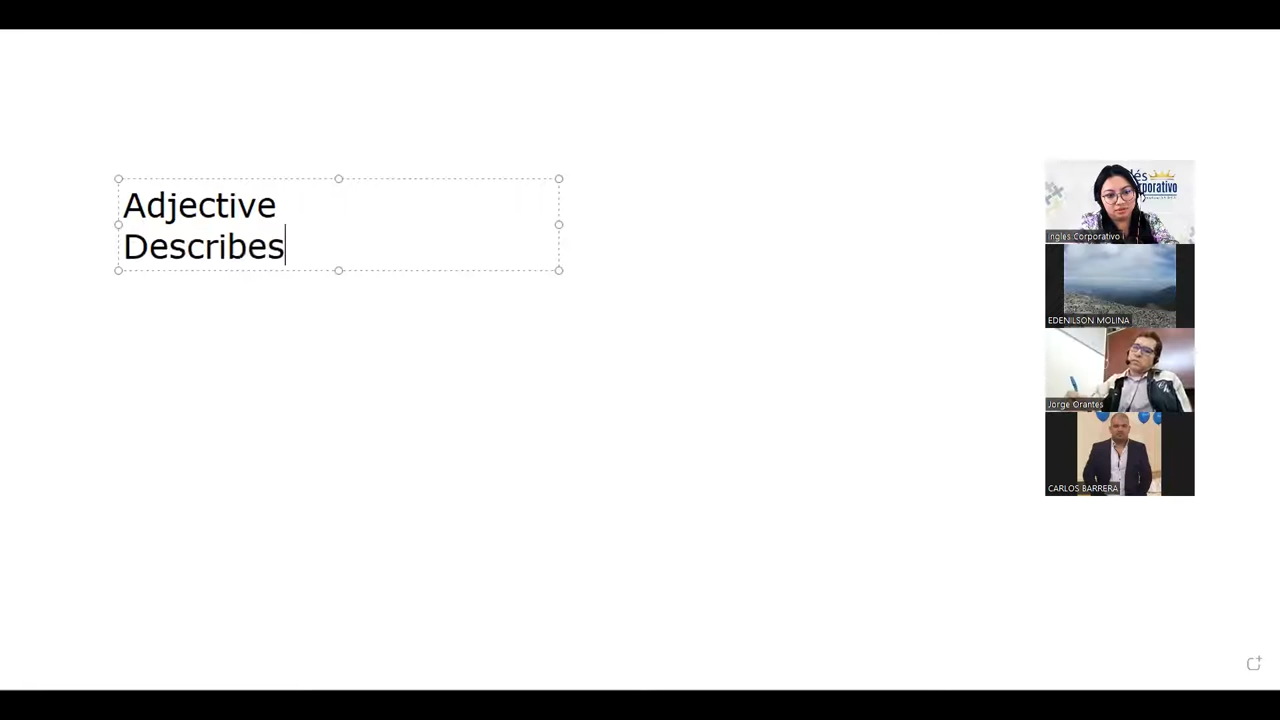 Adjective
Describes
Ingles Corporativo
EDENILSON MOLINA
Jorge Orantes
CARLOS BARRERA